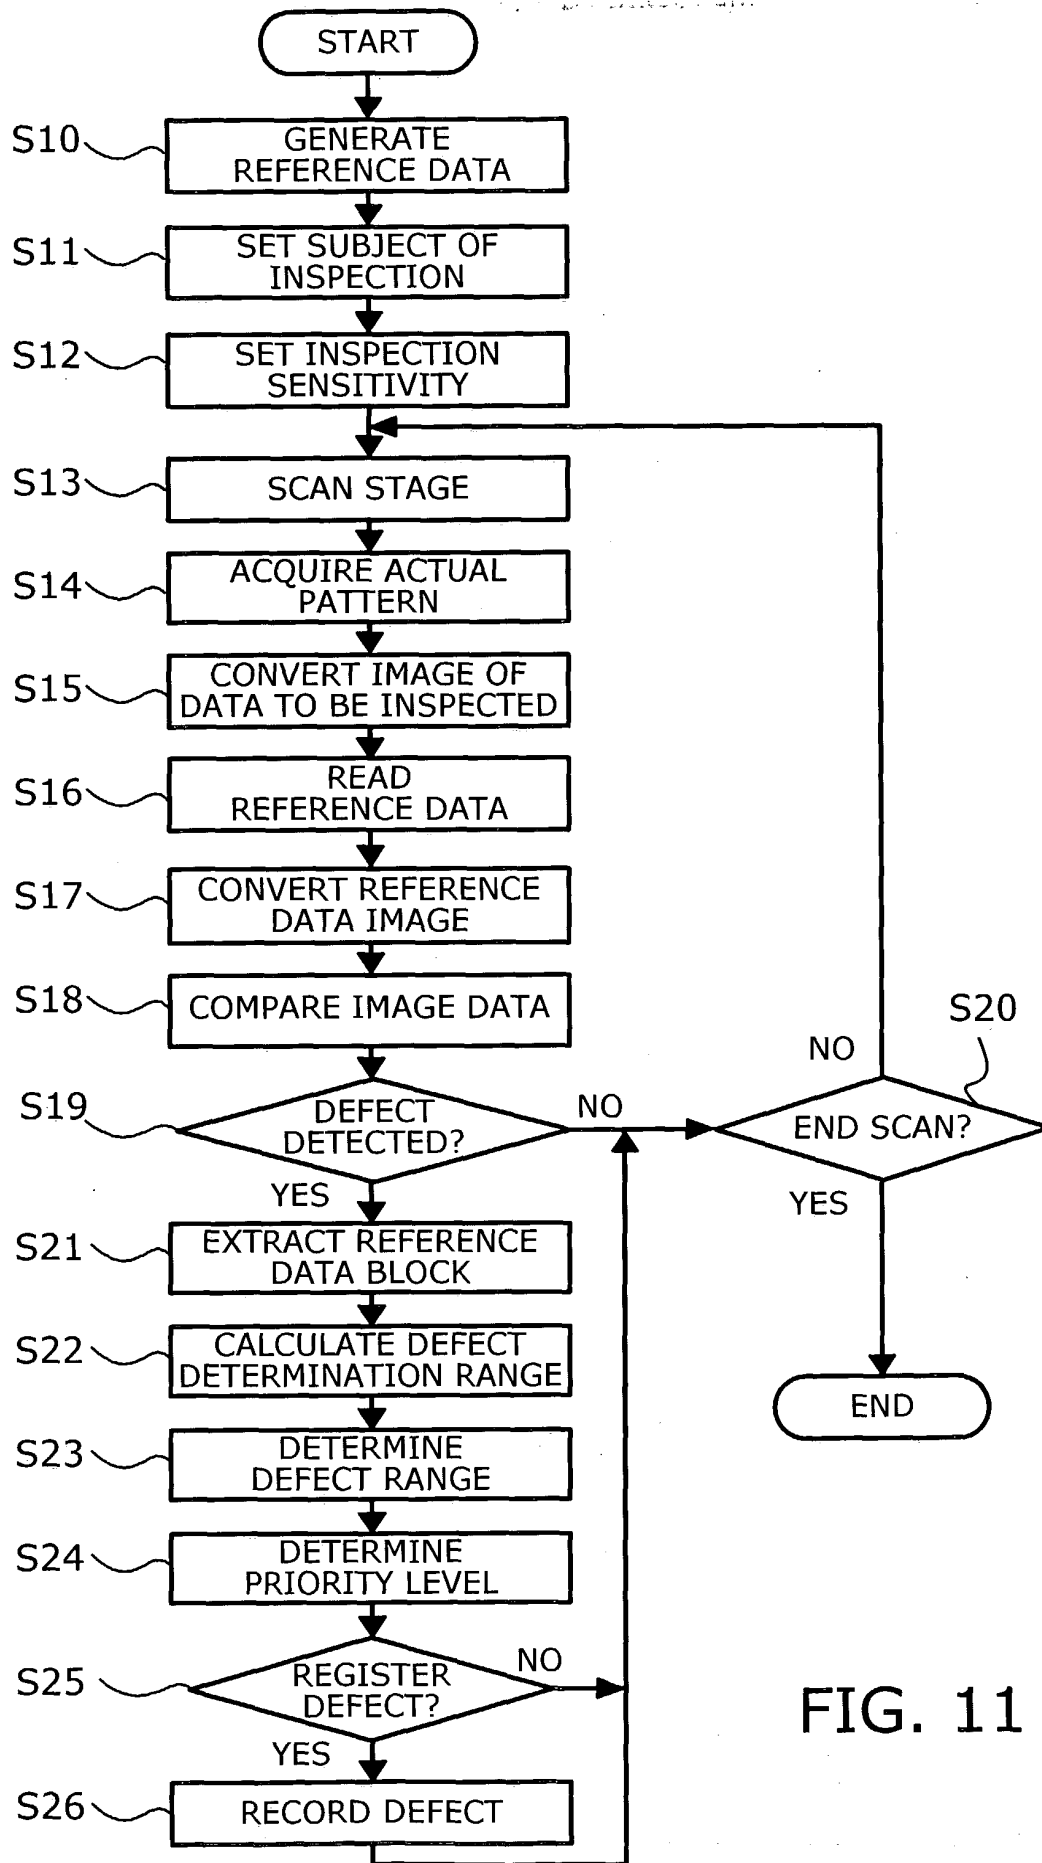 START
S10
GENERATE
REFERENCE DATA
S11
SET SUBJECT OF
INSPECTION
S12
SET INSPECTION
SENSITIVITY
S13
SCAN STAGE
S14
ACQUIRE ACTUAL
PATTERN
S15
CONVERT IMAGE OF
DATA TO BE INSPECTED
S16
READ
REFERENCE DATA
S17
CONVERT REFERENCE
DATA IMAGE
S18
COMPARE IMAGE DATA
S19
DEFECT
DETECTED?
NO
YES
S20
END SCAN?
NO
YES
END
S21
EXTRACT REFERENCE
DATA BLOCK
S22
CALCULATE DEFECT
DETERMINATION RANGE
S23
DETERMINE
DEFECT RANGE
S24
DETERMINE
PRIORITY LEVEL
S25
REGISTER
DEFECT?
NO
YES
S26
RECORD DEFECT
FIG. 11